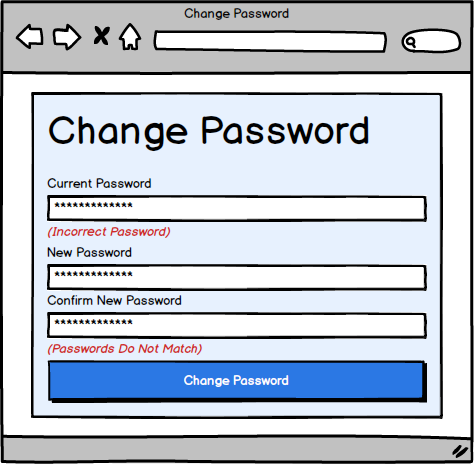 Change Password
Change Password
Current Password
*************
(Incorrect Password)
New Password
*************
Confirm New Password
*************
(Passwords Do Not Match)
Change Password